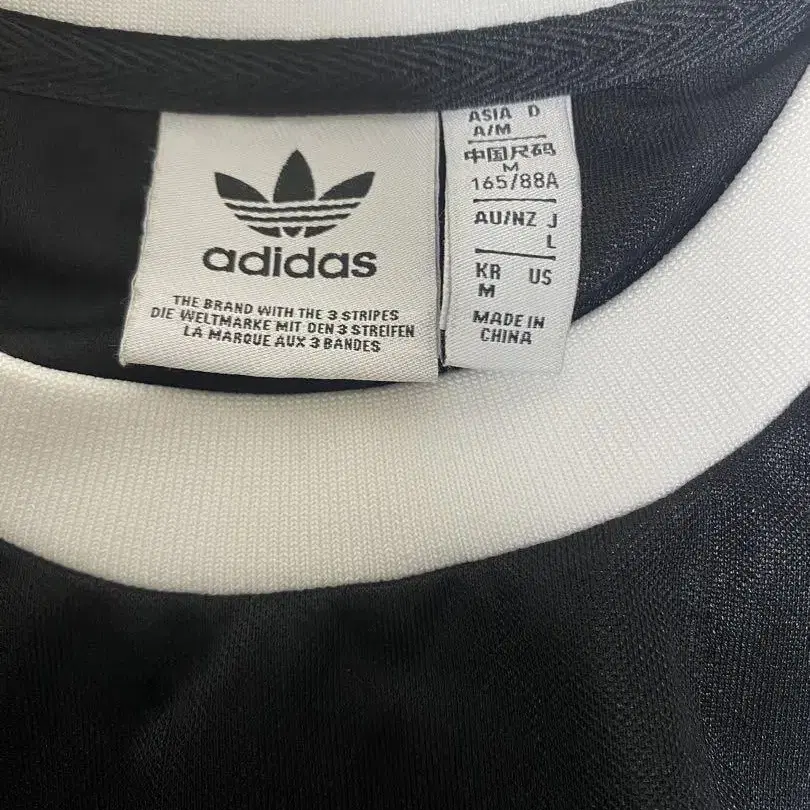 adidas
THE BRAND WITH THE 3 STRIPES
DIE WELTMARKE MIT DEN 3 STREIFEN
LA MARQUE AUX 3 BANDES
ASIA D
A/M
中国尺码
M
165/88A
AU/NZ J
L
KR US
M
MADE IN
CHINA